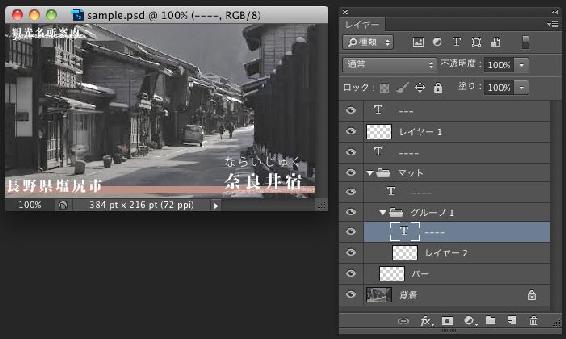 sample.psd @ 100% (----, RGB/8)
観光名所案内
ならいじゅく
長野県塩尻市
奈良井宿
100%
384 pt x 216 pt (72 ppi)
レイヤー
種類
T
通常
不透明度:
100%
ロック:
塗り:
100%
T
---
レイヤー 1
T
----
マット
T
----
グループ 1
T
----
レイヤー 2
バー
背景
fx